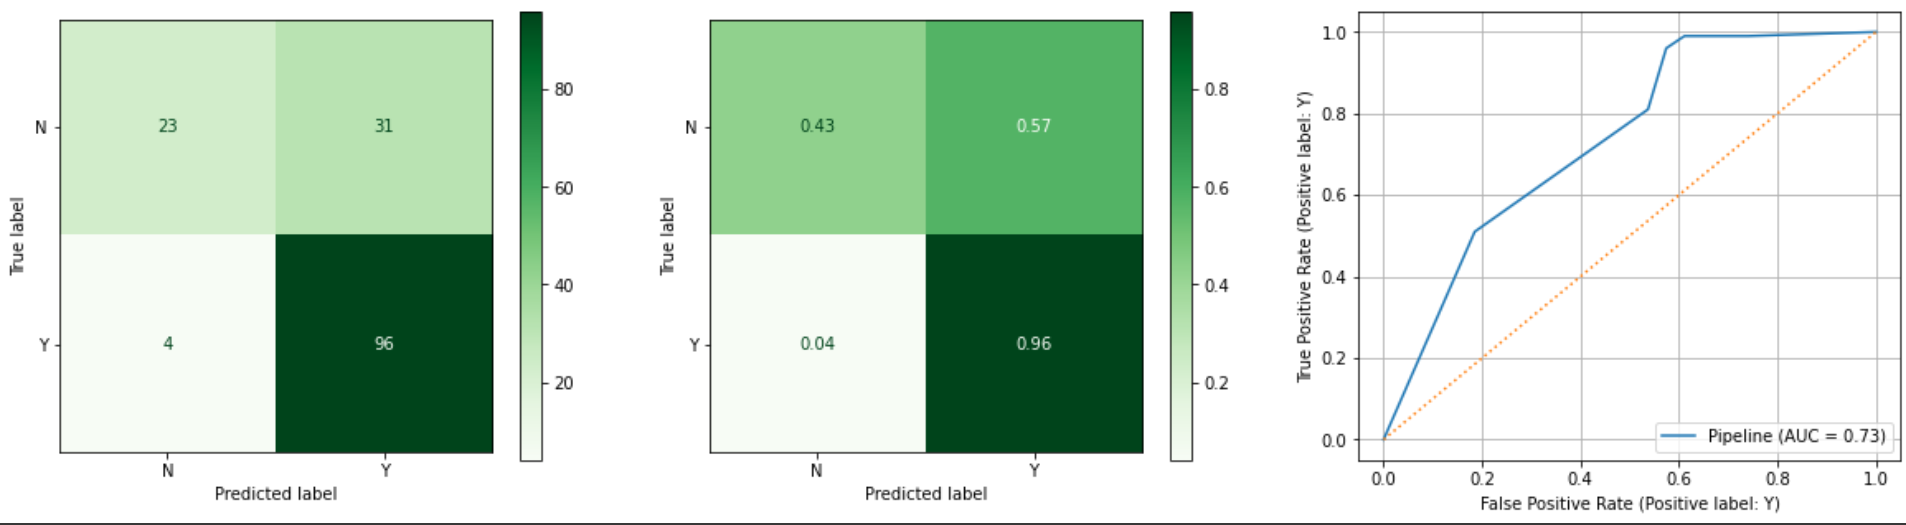 True label
N
Y
23
31
4
96
N
Y
Predicted label
80
60
40
20
True label
N
Y
0.43
0.57
0.04
0.96
N
Y
Predicted label
0.8
0.6
0.4
0.2
True Positive Rate (Positive label: Y)
1.0
0.8
0.6
0.4
0.2
0.0
Pipeline (AUC = 0.73)
0.0
0.2
0.4
0.6
0.8
1.0
False Positive Rate (Positive label: Y)